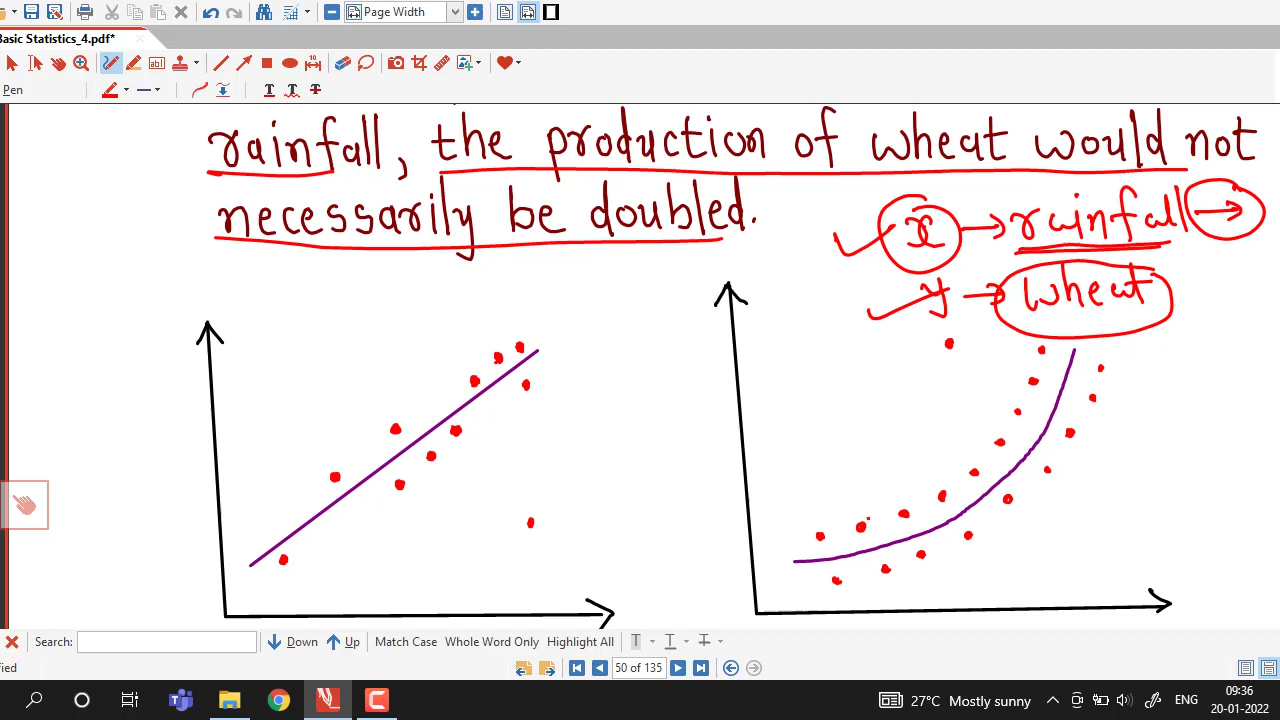 Page Width
Basic Statistics_4.pdf*
10
Pen
T T T
rainfall, the production of wheat would not
necessarily be doubled.
x → rainfall →
y → wheat
Search: Down Up Match Case Whole Word Only Highlight All T T T
fied
50 of 135
27°C Mostly sunny
ENG
09:36
20-01-2022